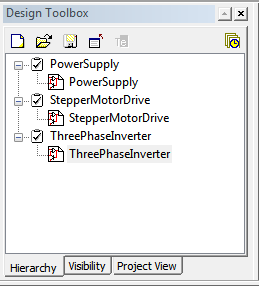 Design Toolbox
PowerSupply
PowerSupply
StepperMotorDrive
StepperMotorDrive
ThreePhaseInverter
ThreePhaseInverter
Hierarchy Visibility Project View